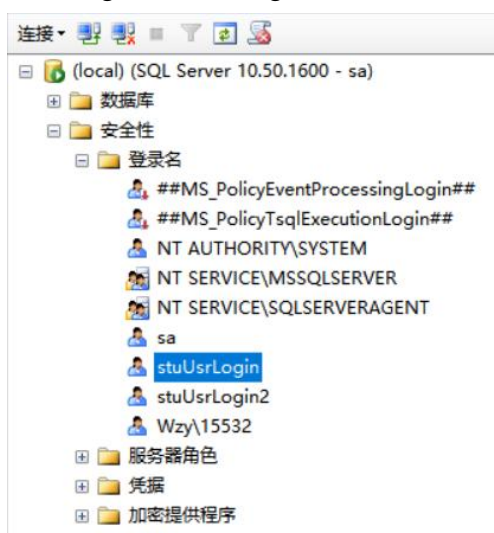 连接
(local) (SQL Server 10.50.1600 - sa)
数据库
安全性
登录名
##MS_PolicyEventProcessingLogin##
##MS_PolicyTsqlExecutionLogin##
NT AUTHORITY\SYSTEM
NT SERVICE\MSSQLSERVER
NT SERVICE\SQLSERVERAGENT
sa
stuUsrLogin
stuUsrLogin2
Wzy\15532
服务器角色
凭据
加密提供程序